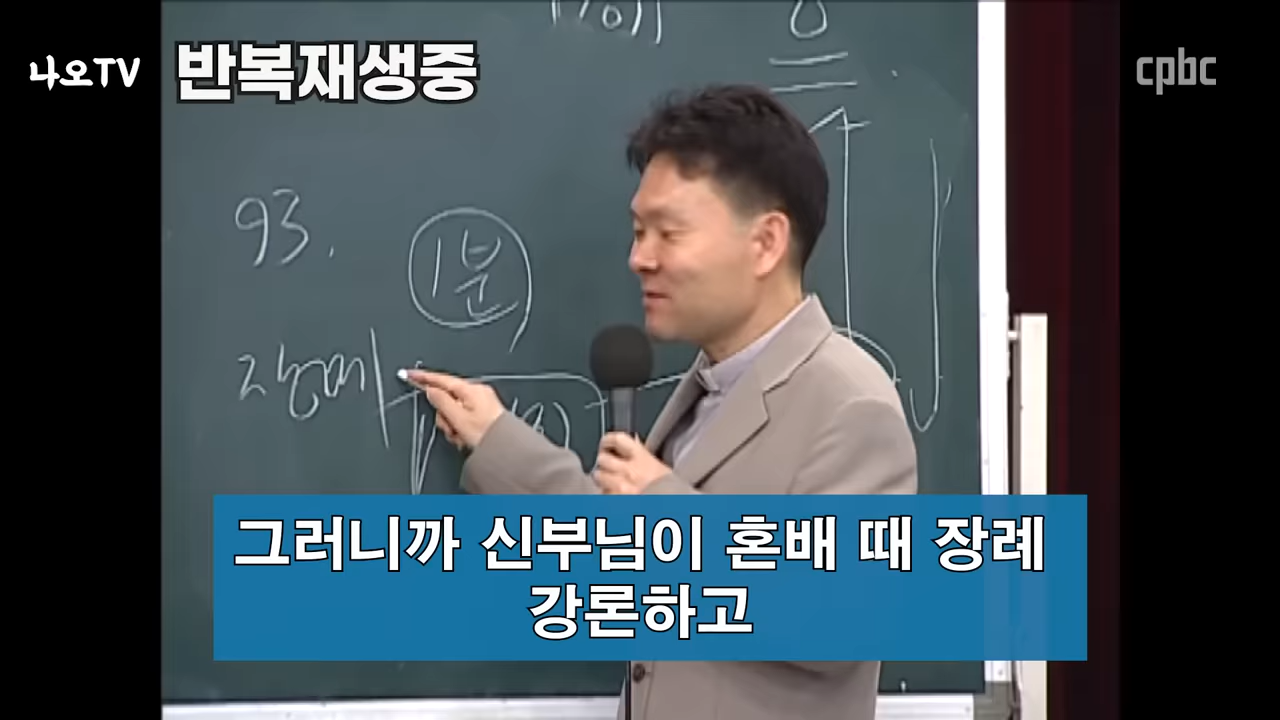 나오TV
반복재생중
cpbc
93.
1분
장례
그러니까 신부님이 혼배 때 장례
강론하고